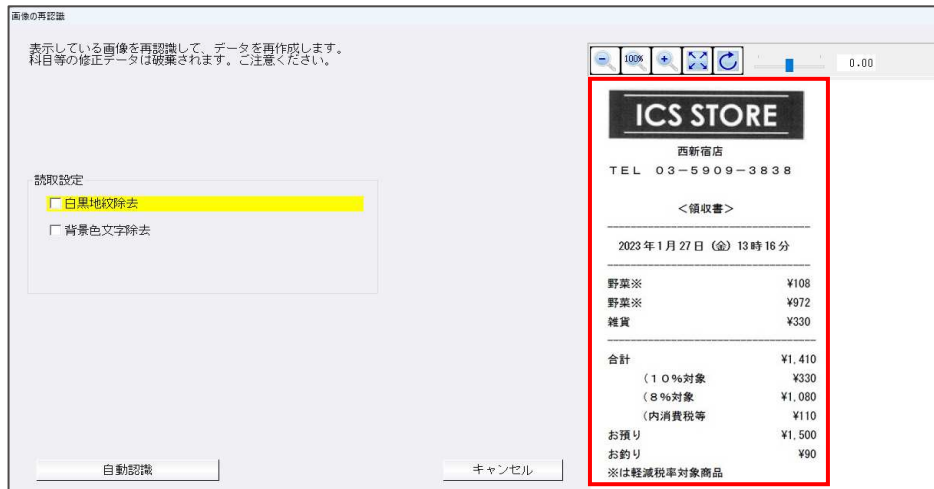 画像の再認識
表示している画像を再認識して、データを再作成します。
科目等の修正データは破棄されます。ご注意ください。
読取設定
白黒地紋除去
背景色文字除去
自動認識
キャンセル
100%
0.00
ICS STORE
西新宿店
TEL 03-5909-3838
<領収書>
2023年1月27日(金)13時16分
野菜※ ¥108
野菜※ ¥972
雑貨 ¥330
合計 ¥1,410
(10%対象 ¥330
(8%対象 ¥1,080
(内消費税等 ¥110
お預り ¥1,500
お釣り ¥90
※は軽減税率対象商品